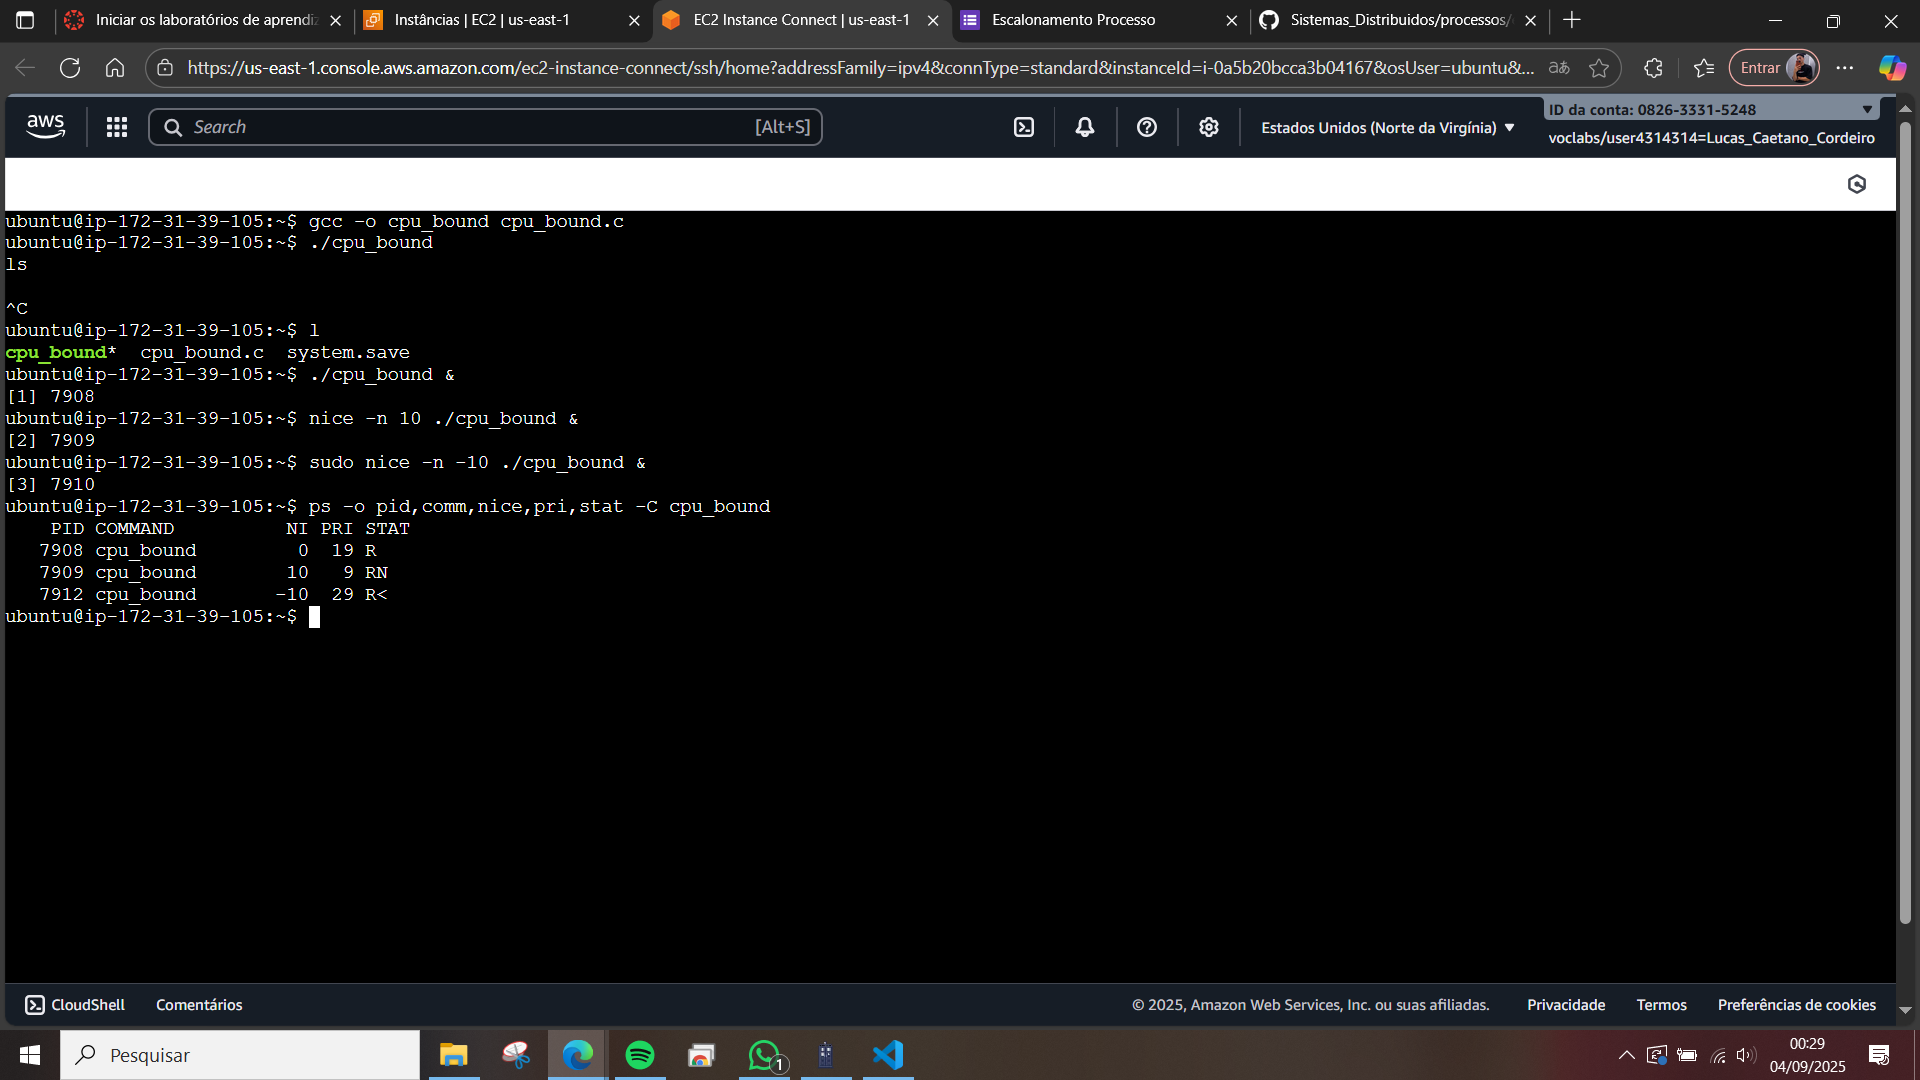 Iniciar os laboratórios de aprendiz
Instâncias | EC2 | us-east-1
EC2 Instance Connect | us-east-1
Escalonamento Processo
Sistemas_Distribuidos/processos/
https://us-east-1.console.aws.amazon.com/ec2-instance-connect/ssh/home?addressFamily=ipv4&connType=standard&instanceId=i-0a5b20bcca3b04167&osUser=ubuntu&...
Entrar
aws
Search
[Alt+S]
Estados Unidos (Norte da Virgínia)
ID da conta: 0826-3331-5248
voclabs/user4314314=Lucas_Caetano_Cordeiro
ubuntu@ip-172-31-39-105:~$ gcc -o cpu_bound cpu_bound.c
ubuntu@ip-172-31-39-105:~$ ./cpu_bound
ls
^C
ubuntu@ip-172-31-39-105:~$ l
cpu_bound*  cpu_bound.c  system.save
ubuntu@ip-172-31-39-105:~$ ./cpu_bound &
[1] 7908
ubuntu@ip-172-31-39-105:~$ nice -n 10 ./cpu_bound &
[2] 7909
ubuntu@ip-172-31-39-105:~$ sudo nice -n -10 ./cpu_bound &
[3] 7910
ubuntu@ip-172-31-39-105:~$ ps -o pid,comm,nice,pri,stat -C cpu_bound
    PID COMMAND          NI PRI STAT
   7908 cpu_bound         0  19 R
   7909 cpu_bound        10   9 RN
   7912 cpu_bound       -10  29 R<
ubuntu@ip-172-31-39-105:~$
CloudShell
Comentários
© 2025, Amazon Web Services, Inc. ou suas afiliadas.
Privacidade
Termos
Preferências de cookies
Pesquisar
1
00:29
04/09/2025